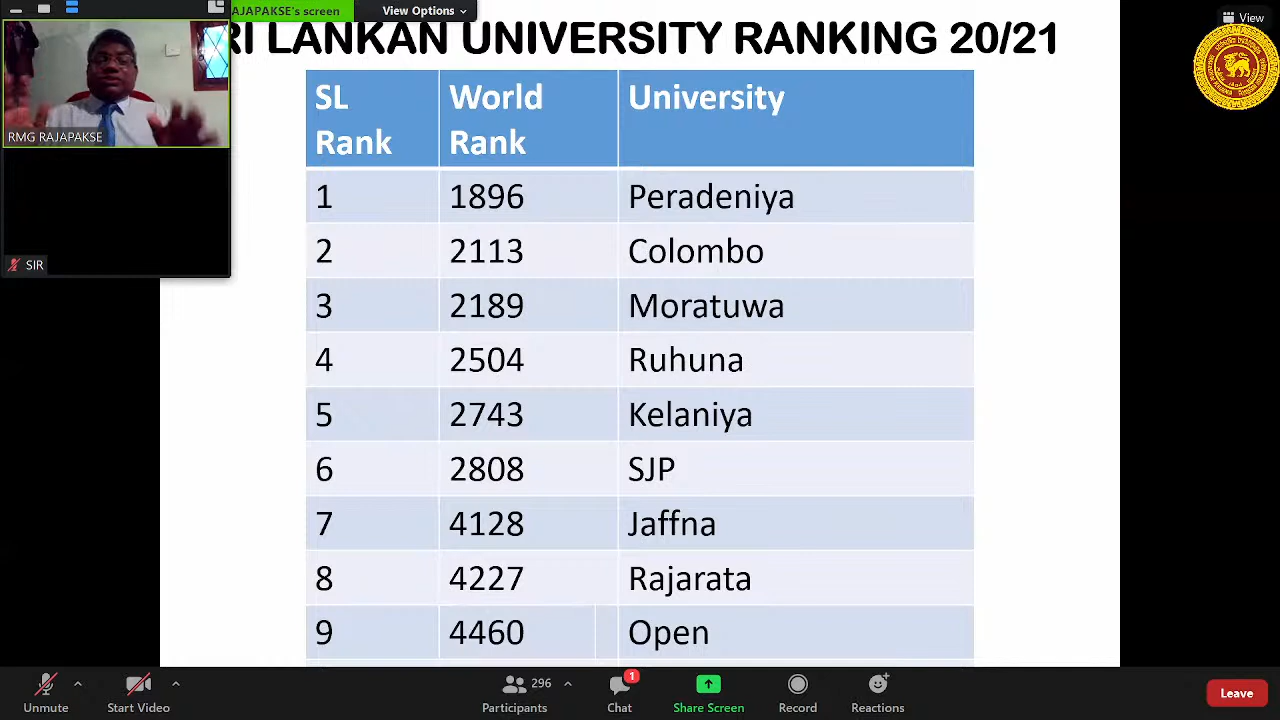 RAJAPAKSE's screen
View Options
View
RI LANKAN UNIVERSITY RANKING 20/21
RMG RAJAPAKSE
SIR
SL Rank World Rank University
1 1896 Peradeniya
2 2113 Colombo
3 2189 Moratuwa
4 2504 Ruhuna
5 2743 Kelaniya
6 2808 SJP
7 4128 Jaffna
8 4227 Rajarata
9 4460 Open
Unmute
Start Video
296
Participants
1
Chat
Share Screen
Record
Reactions
Leave